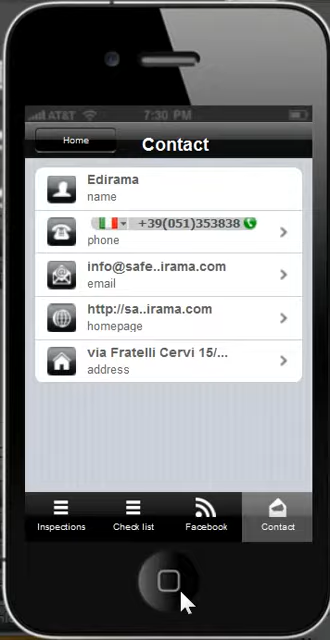 AT&T 7:30 PM
Home
Contact
Edirama
name
+39(051)353838
phone
info@safe..irama.com
email
http://sa..irama.com
homepage
via Fratelli Cervi 15/...
address
Inspections Check list Facebook Contact